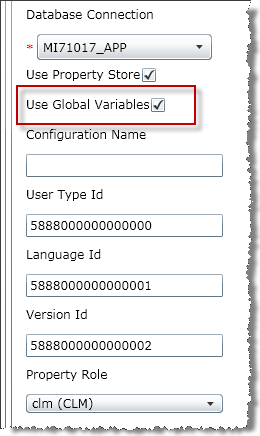 Database Connection
* MI71017_APP
Use Property Store
Use Global Variables
Configuration Name
User Type Id
5888000000000000
Language Id
5888000000000001
Version Id
5888000000000002
Property Role
clm (CLM)